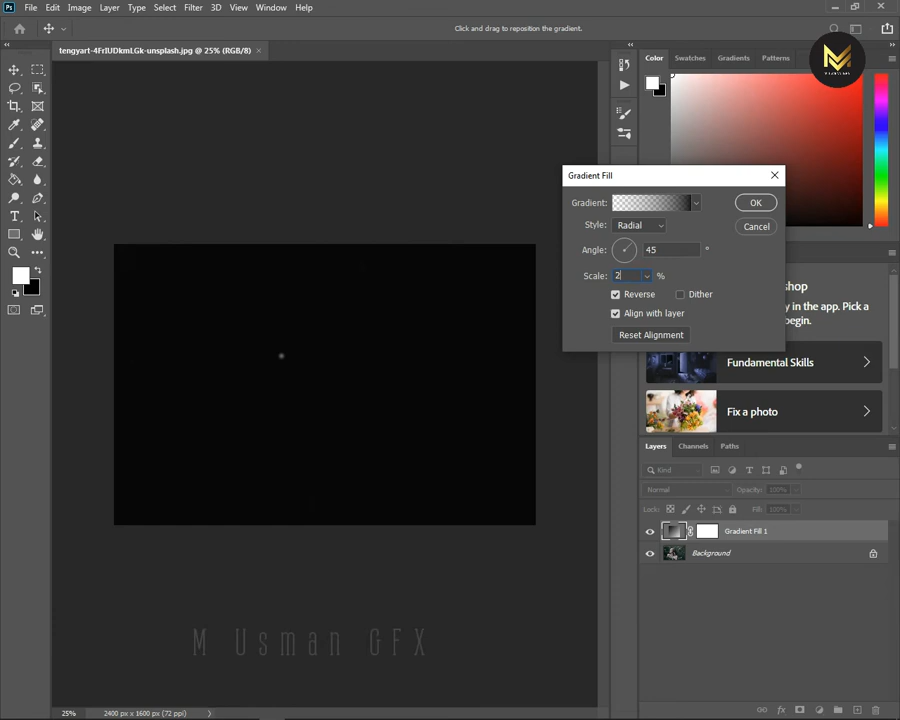 Ps File Edit Image Layer Type Select Filter 3D View Window Help
Click and drag to reposition the gradient.
tengyart-4FrIUDkmLGk-unsplash.jpg @ 25% (RGB/8) ×
Color Swatches Gradients Patterns
Gradient Fill
Gradient:
OK
Style: Radial
Cancel
Angle: 45 °
Scale: 2 %
Reverse Dither
Align with layer
Reset Alignment
shop
y in the app. Pick a
begin.
Fundamental Skills
Fix a photo
Layers Channels Paths
Kind
Normal Opacity: 100%
Lock: Fill: 100%
Gradient Fill 1
Background
M Usman GFX
25% 2400 px x 1600 px (72 ppi)